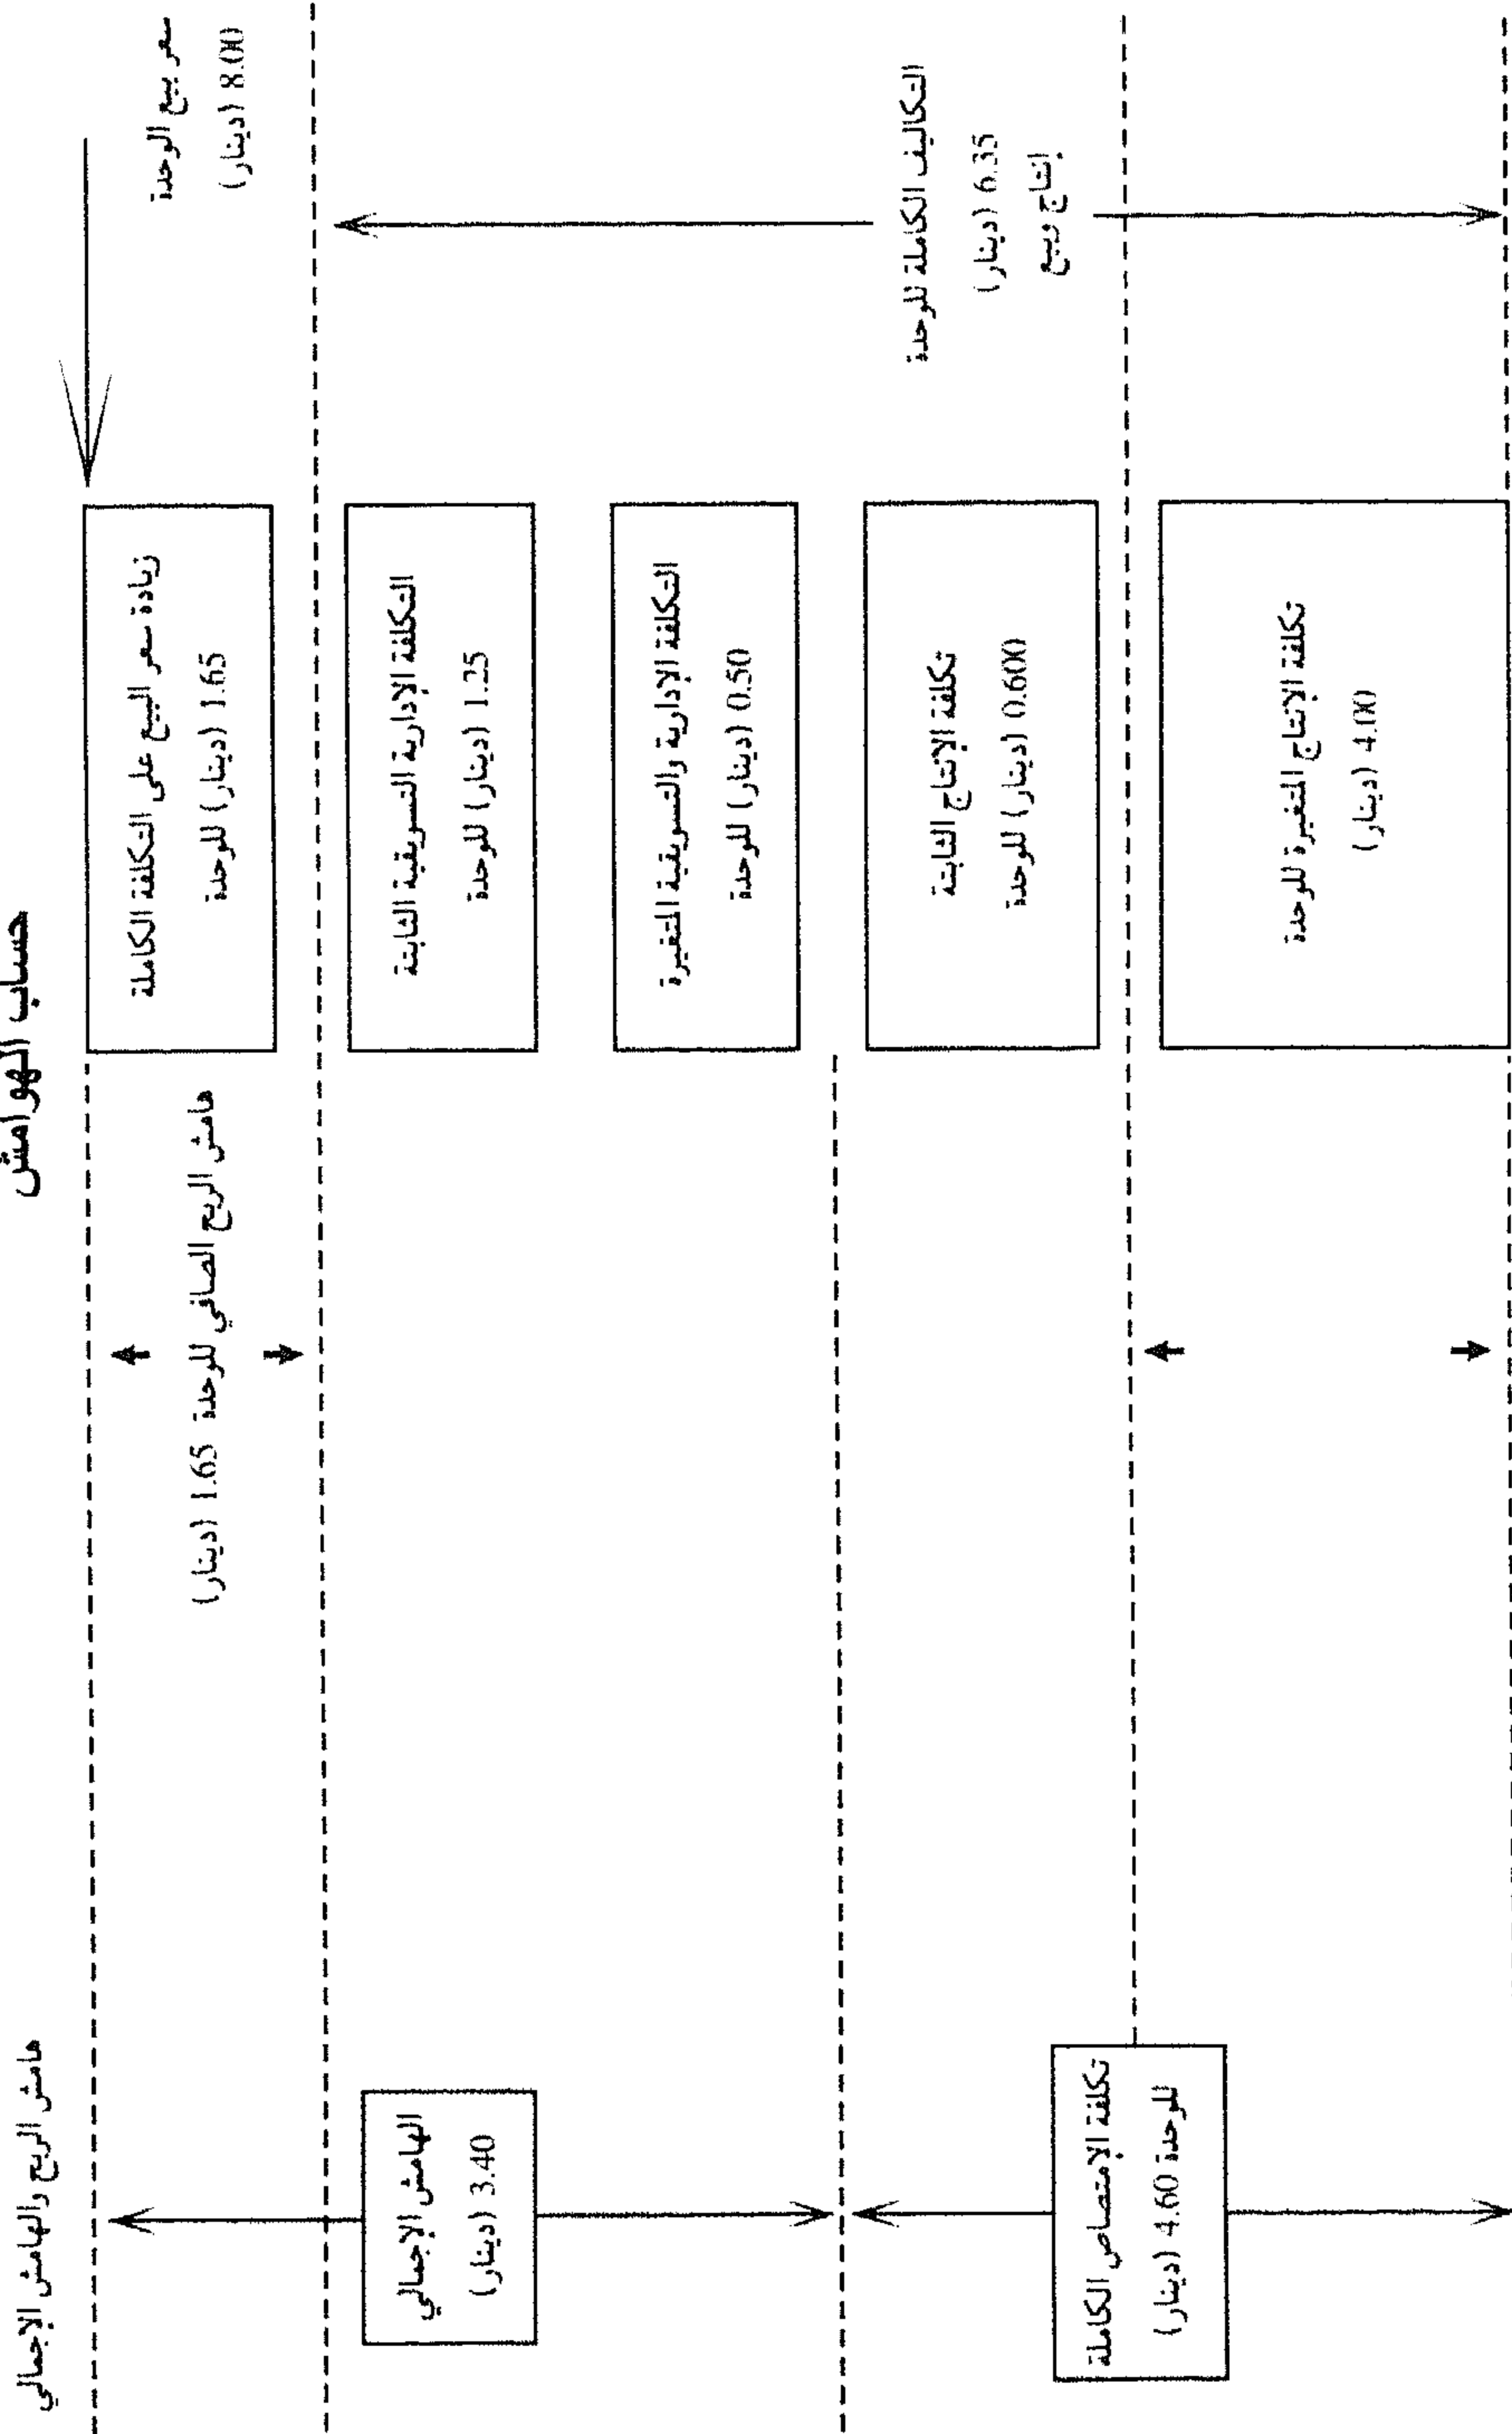 حساب الهوامش
هامش الربح والهامش الإجمالي
سعر بيع الوحدة
8.00 (دينار)
زيادة سعر البيع على التكلفة الكاملة
1.65 (دينار) للوحدة
هامش الربح الصافي للوحدة 1.65 (دينار)
التكلفة الإدارية التسويقية الثابتة
1.25 (دينار) للوحدة
الهامش الإجمالي
3.40 (دينار)
التكلفة الإدارية والتسويقية المتغيرة
0.50 (دينار) للوحدة
التكاليف الكاملة للوحدة
6.35 (دينار)
إنتاج وبيع
تكلفة الإنتاج الثابتة
0.600 (دينار) للوحدة
تكلفة الإمتصاص الكاملة
للوحدة 4.60 (دينار)
تكلفة الإنتاج المتغيرة للوحدة
4.00 (دينار)